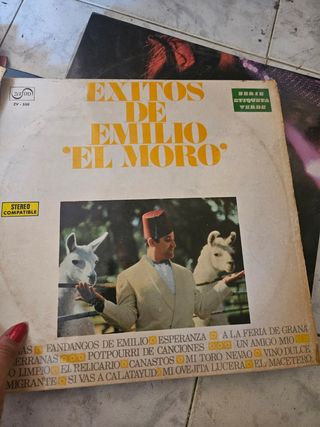 zafiro
ZV - 856
EXITOS
DE
EMILIO
"EL MORO"
SERIE
ETIQUETA
VERDE
STEREO
COMPATIBLE
FANDANGOS DE EMILIO ESPERANZA A LA FERIA DE GRANA
ERRANAS POTPOURRI DE CANCIONES UN AMIGO MIO
O LIMPIO EL RELICARIO CANASTOS MI TORO NEVAO VINO DULCE
MIGRANTE SI VAS A CALATAYUD MI OVEJITA LUCERA EL MACETERO